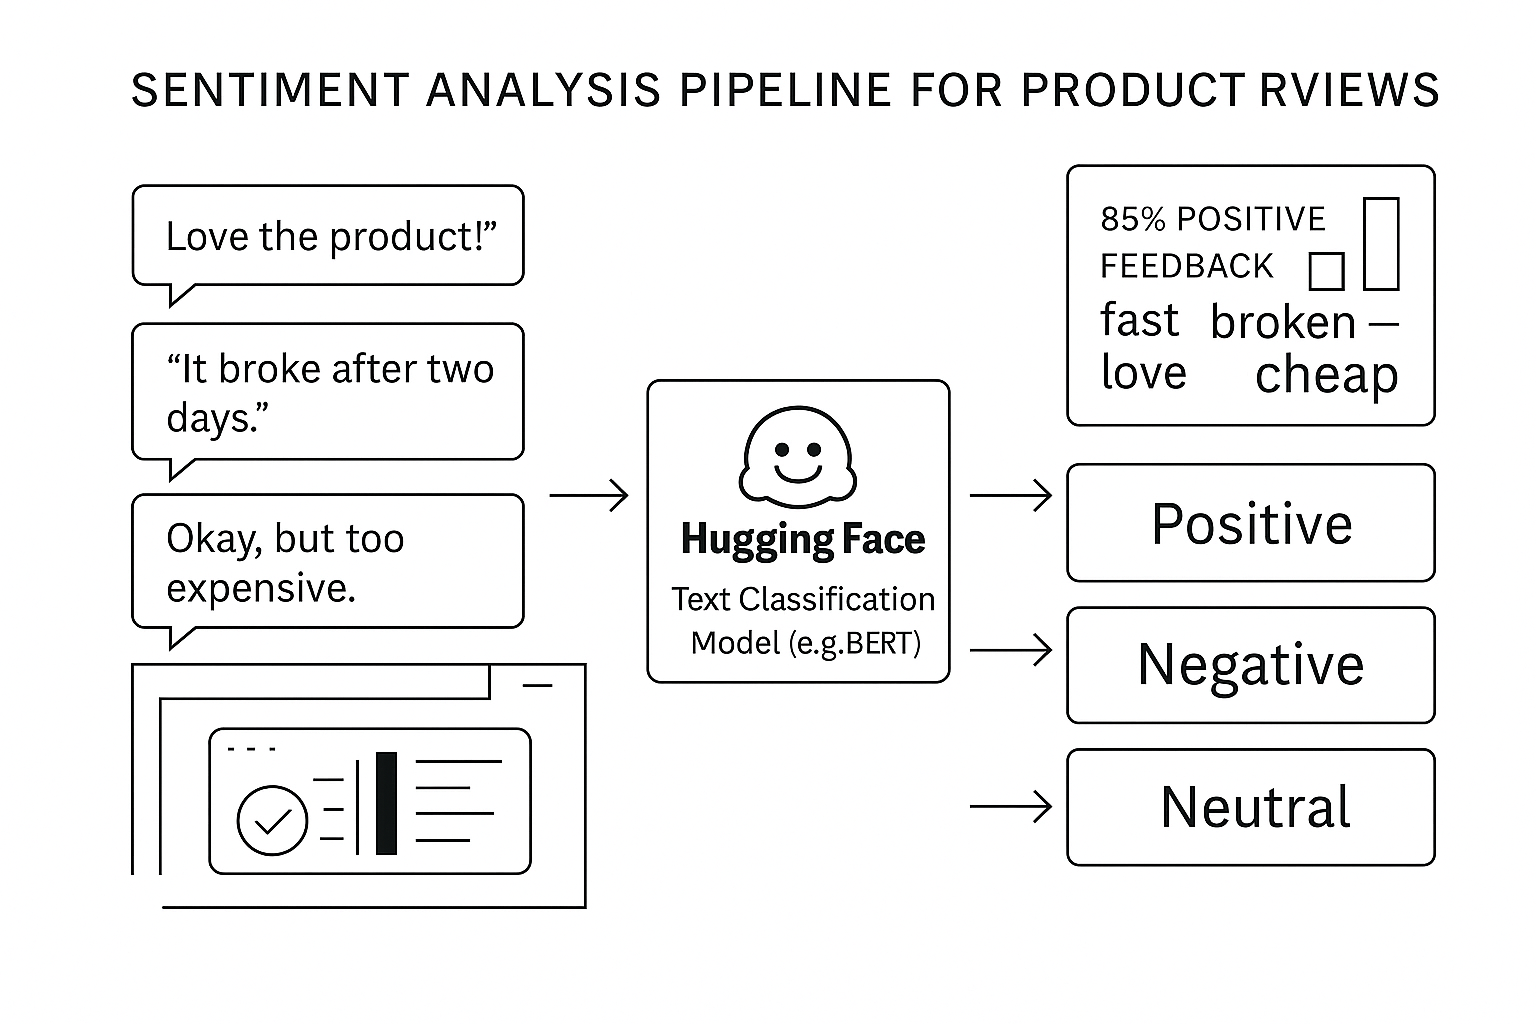 SENTIMENT ANALYSIS PIPELINE FOR PRODUCT RVIEWS
Love the product!”
“It broke after two
days.”
Okay, but too
expensive.
Hugging Face
Text Classification
Model (e.g.BERT)
85% POSITIVE
FEEDBACK
fast broken –
love cheap
Positive
Negative
Neutral